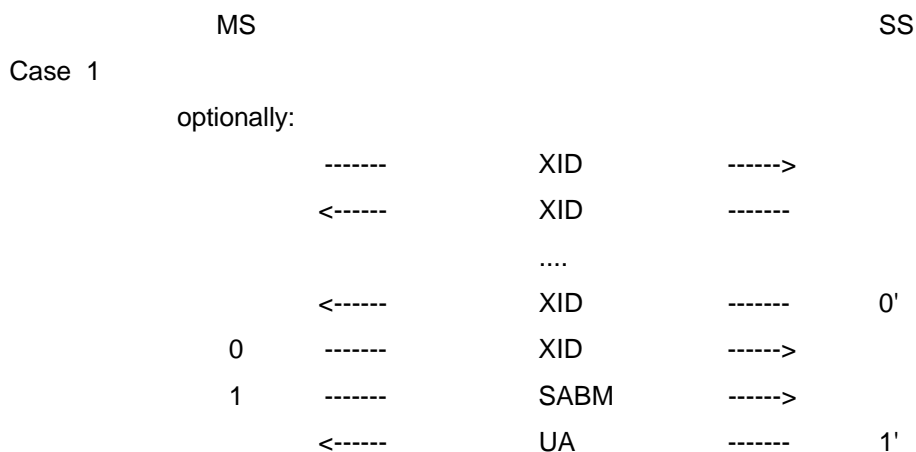 MS SS
Case 1
optionally:
------- XID ------>
<------ XID -------
....
<------ XID ------- 0'
0 ------- XID ------>
1 ------- SABM ------>
<------ UA ------- 1'